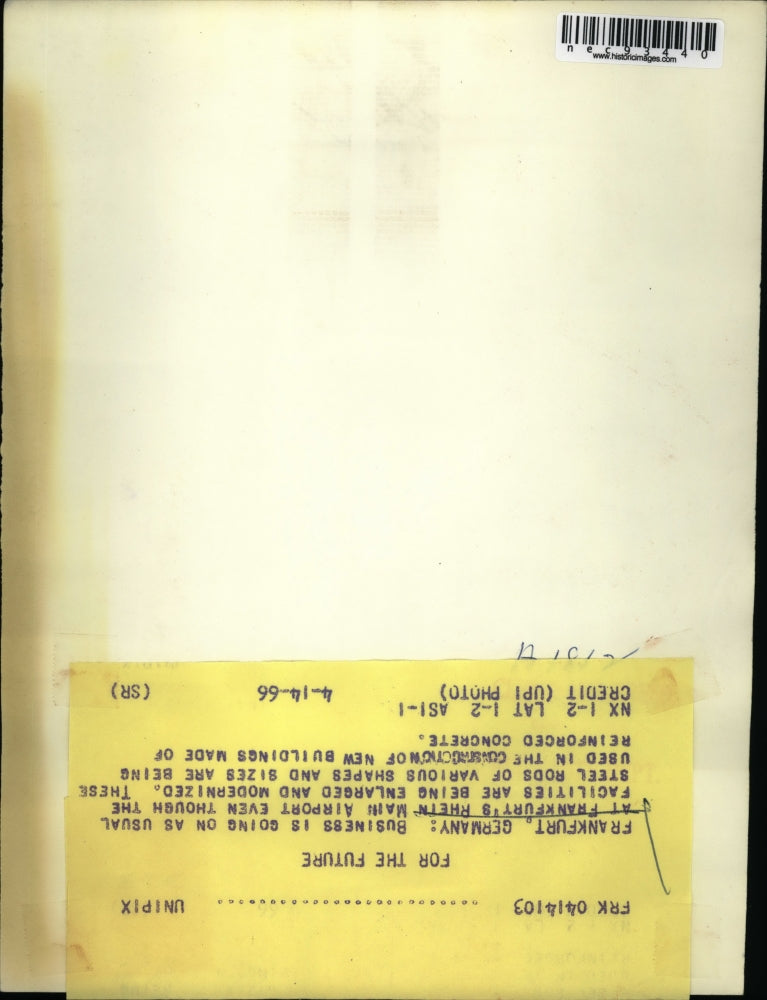 nec93440
www.historicimages.com
FRK 0414103 .............................. UNIPIX
FOR THE FUTURE
FRANKFURT, GERMANY: BUSINESS IS GOING ON AS USUAL
AT FRANKFURT'S RHEIN MAIN AIRPORT EVEN THOUGH THE
FACILITIES ARE BEING ENLARGED AND MODERNIZED. THESE
STEEL RODS OF VARIOUS SHAPES AND SIZES ARE BEING
USED IN THE CONSTRUCTION OF NEW BUILDINGS MADE OF
REINFORCED CONCRETE.
NX 1-2 LAT 1-2 ASI-1
CREDIT (UPI PHOTO) 4-14-66 (SR)